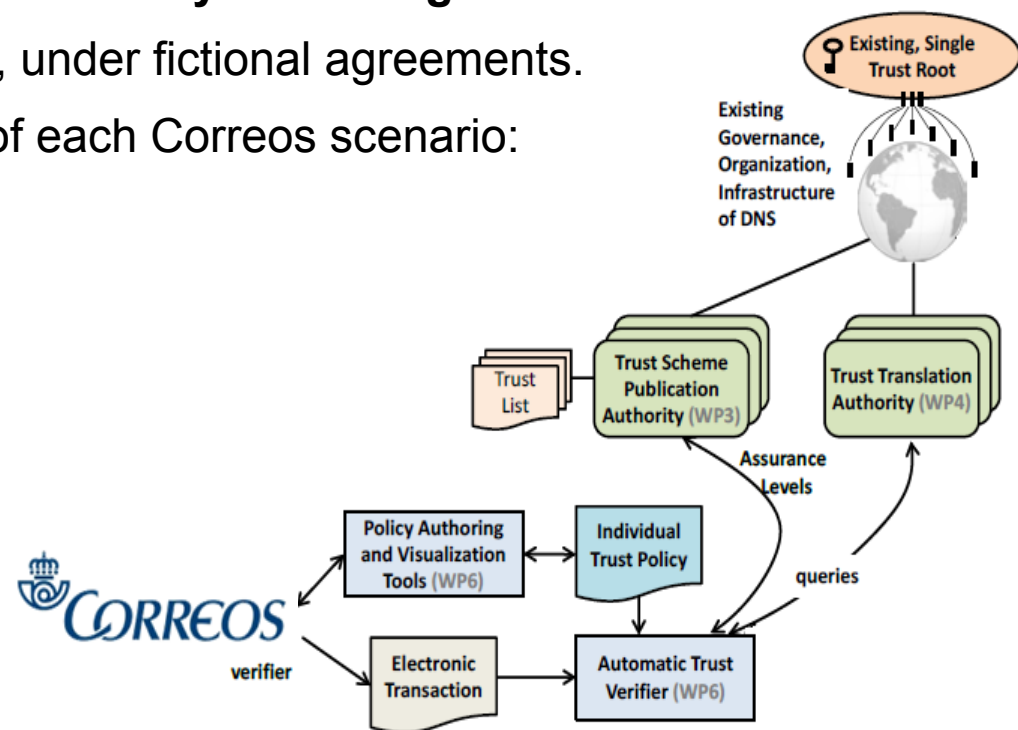 , under fictional agreements.
of each Correos scenario:
Existing, Single
Trust Root
Existing
Governance,
Organization,
Infrastructure
of DNS
Trust
List
Trust Scheme
Publication
Authority (WP3)
Trust Translation
Authority (WP4)
Assurance
Levels
Policy Authoring
and Visualization
Tools (WP6)
Individual
Trust Policy
queries
CORREOS
verifier
Electronic
Transaction
Automatic Trust
Verifier (WP6)